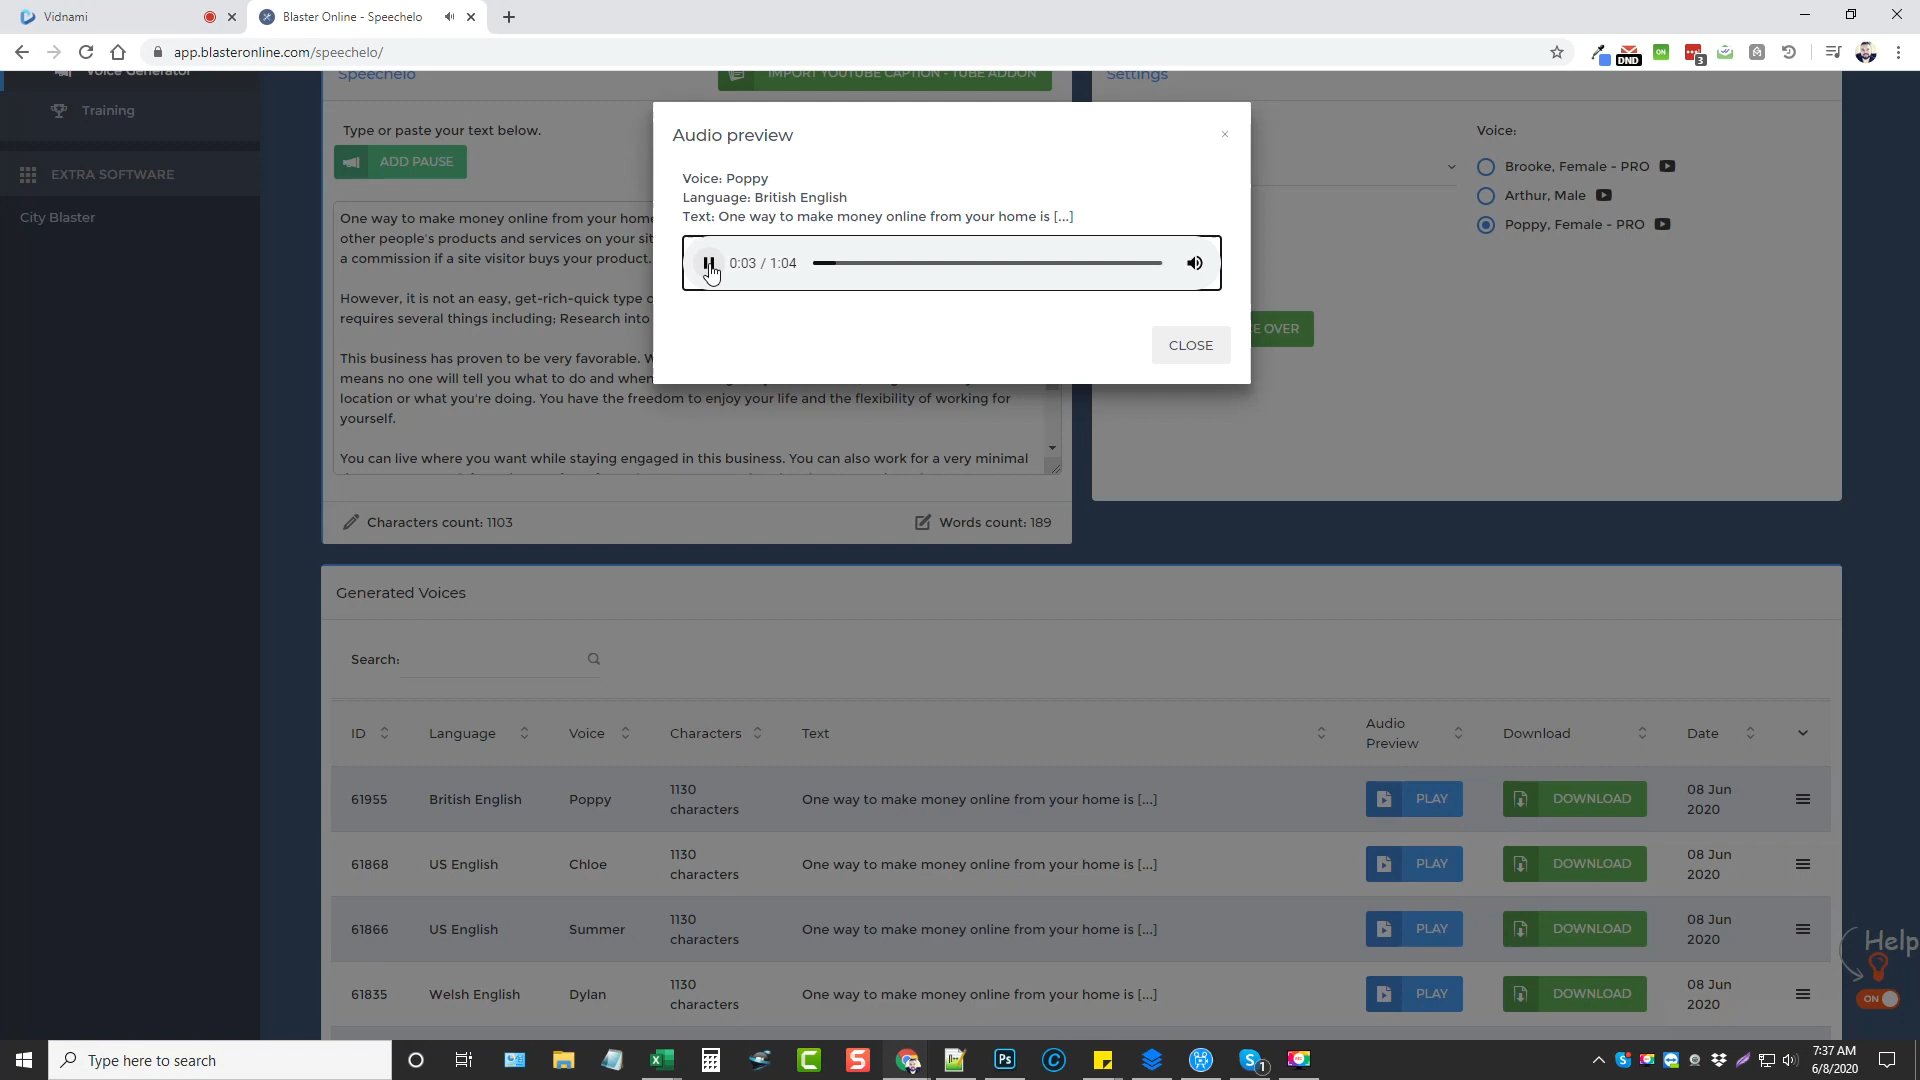 Vidnami
Blaster Online - Speechelo
app.blasteronline.com/speechelo/
DND
ON
3
Voice Generator
Training
EXTRA SOFTWARE
City Blaster
Speechelo
IMPORT YOUTUBE CAPTION - TUBE ADDON
Type or paste your text below.
ADD PAUSE
One way to make money online from your home
other people's products and services on your sit
a commission if a site visitor buys your product.
However, it is not an easy, get-rich-quick type o
requires several things including; Research into
This business has proven to be very favorable. W
means no one will tell you what to do and when
location or what you're doing. You have the freedom to enjoy your life and the flexibility of working for
yourself.
You can live where you want while staying engaged in this business. You can also work for a very minimal
Characters count: 1103
Words count: 189
Settings
Voice:
Brooke, Female - PRO
Arthur, Male
Poppy, Female - PRO
E OVER
Audio preview
×
Voice: Poppy
Language: British English
Text: One way to make money online from your home is [...]
0:03 / 1:04
CLOSE
Generated Voices
Search:
ID
Language
Voice
Characters
Text
Audio
Preview
Download
Date
61955
British English
Poppy
1130
characters
One way to make money online from your home is [...]
PLAY
DOWNLOAD
08 Jun
2020
61868
US English
Chloe
1130
characters
One way to make money online from your home is [...]
PLAY
DOWNLOAD
08 Jun
2020
61866
US English
Summer
1130
characters
One way to make money online from your home is [...]
PLAY
DOWNLOAD
08 Jun
2020
61835
Welsh English
Dylan
1130
characters
One way to make money online from your home is [...]
PLAY
DOWNLOAD
08 Jun
2020
Help
ON
Type here to search
Ps
1
7:37 AM
6/8/2020